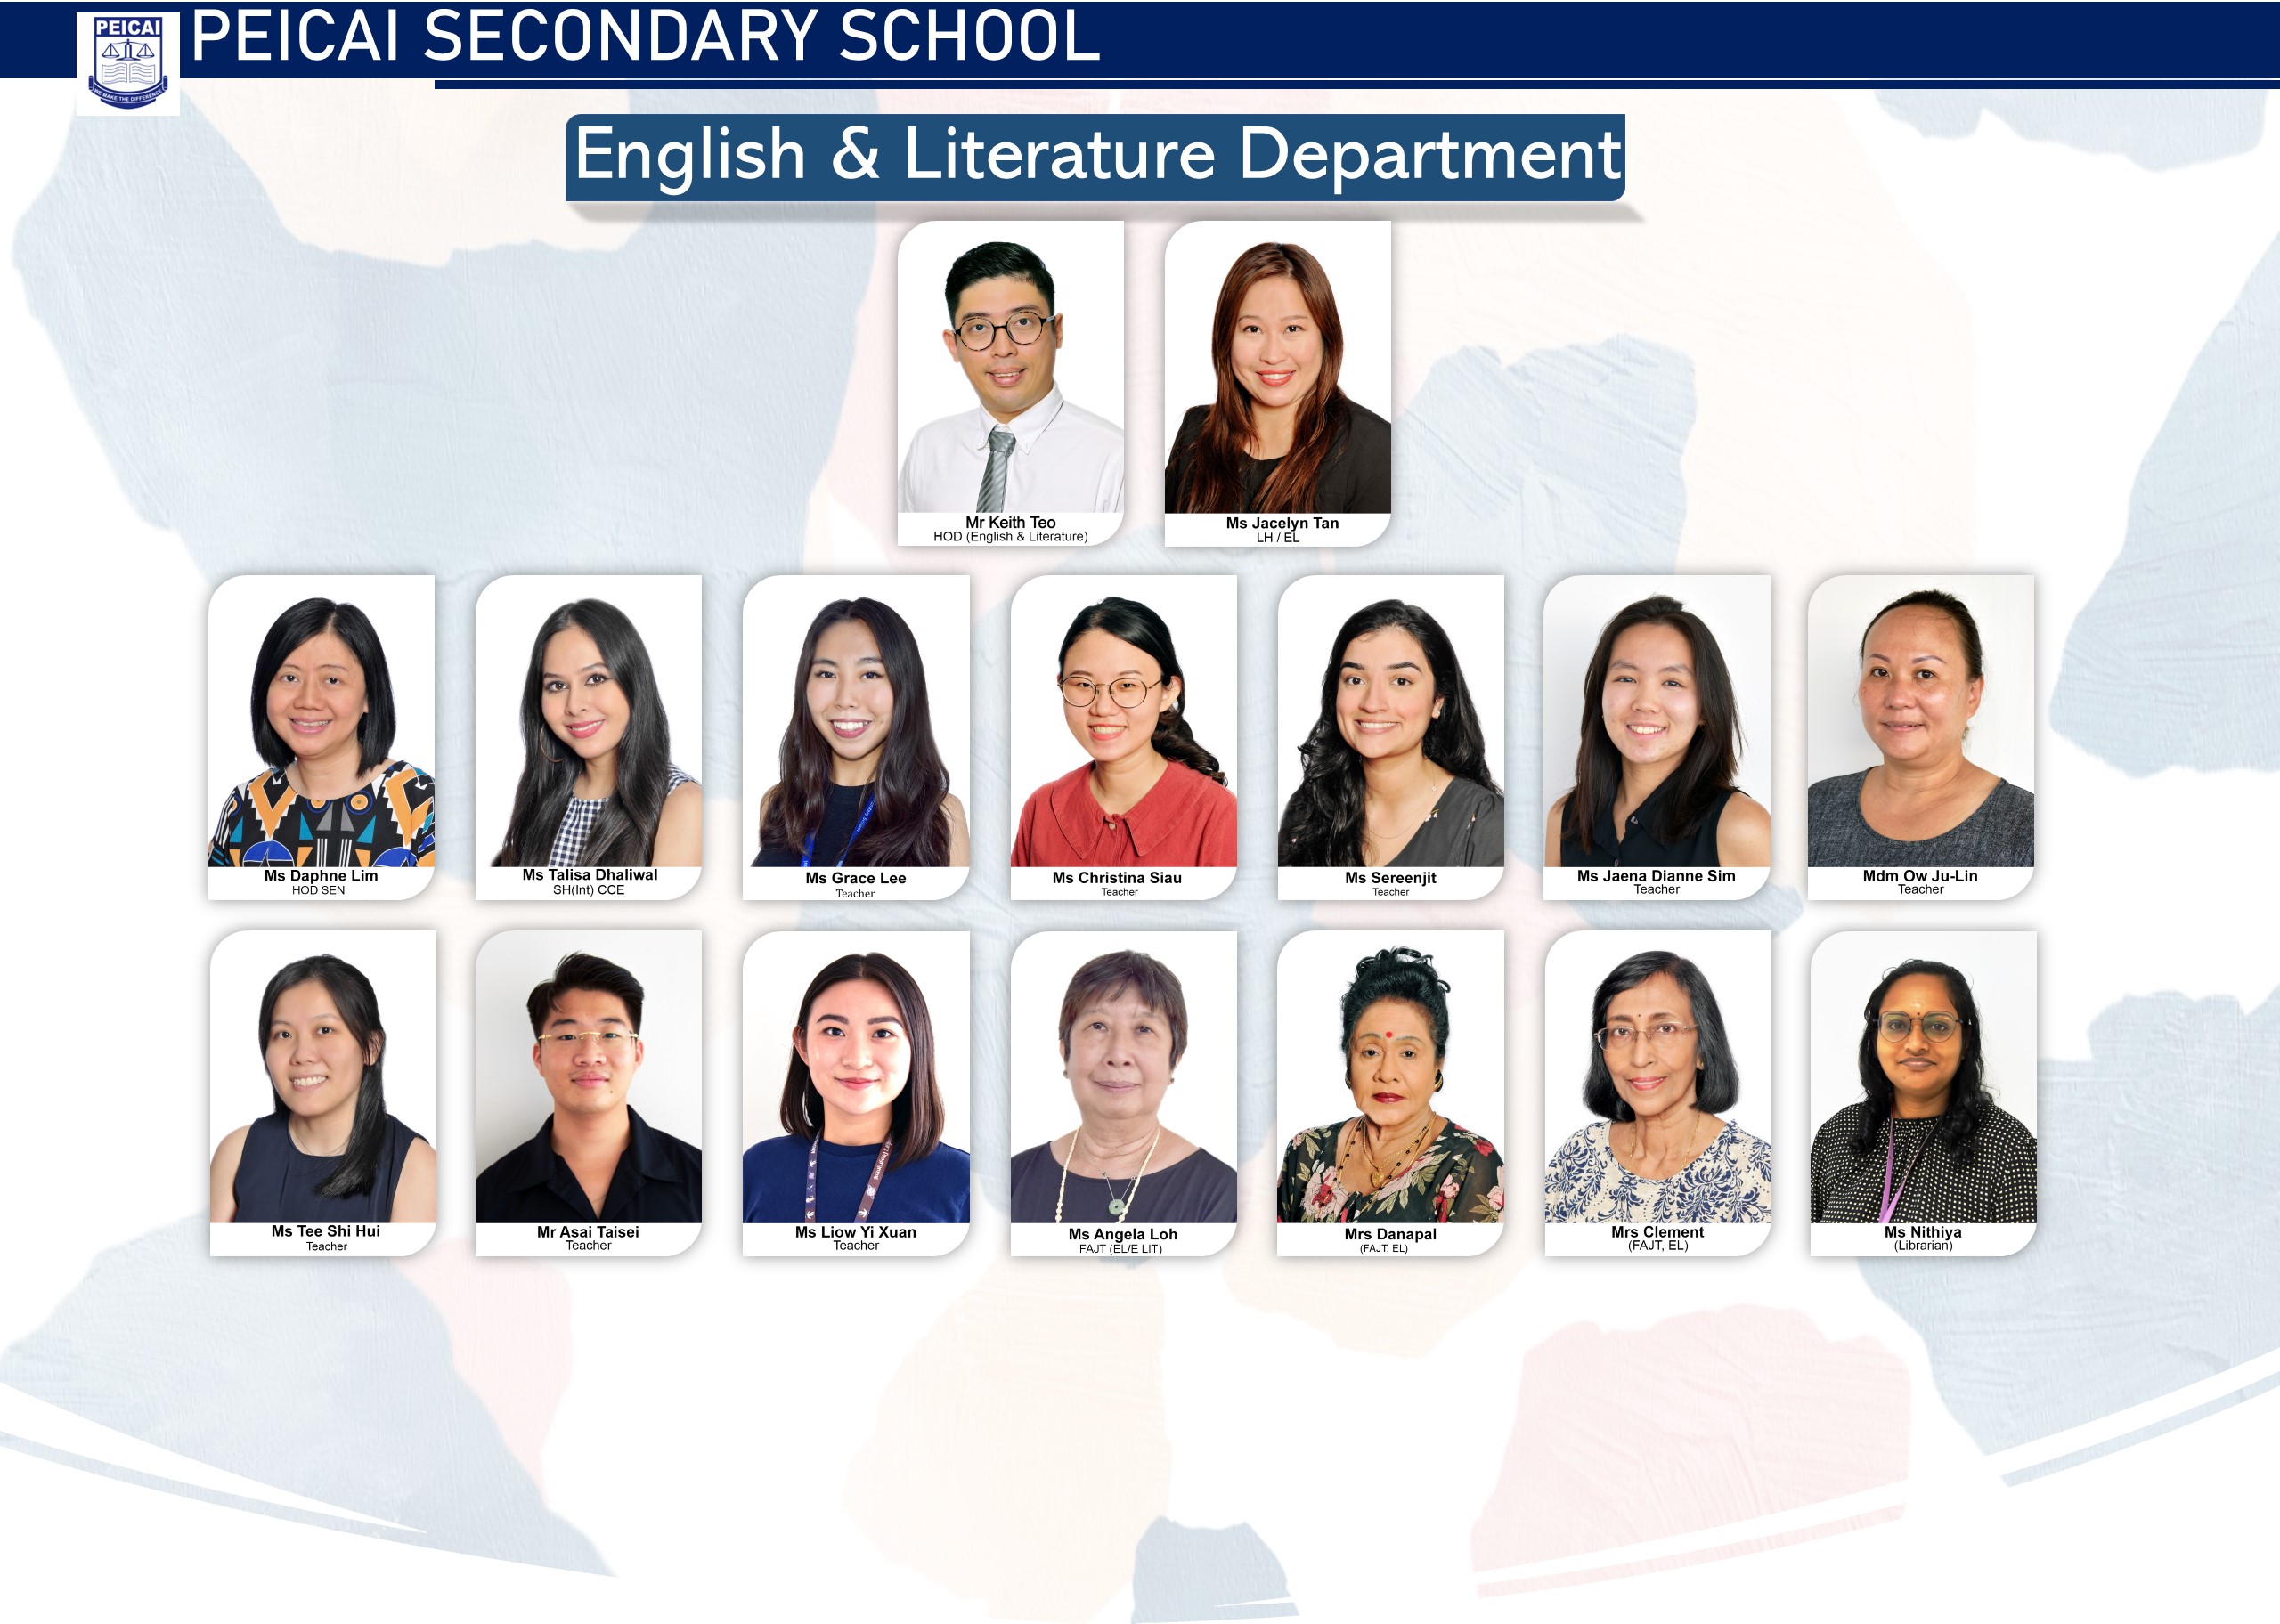 PEICAI
WE MAKE THE DIFFERENCE
PEICAI SECONDARY SCHOOL
English & Literature Department
Mr Keith Teo
HOD (English & Literature)
Ms Jacelyn Tan
LH / EL
Ms Daphne Lim
HOD SEN
Ms Talisa Dhaliwal
SH(Int) CCE
Ms Grace Lee
Teacher
Ms Christina Siau
Teacher
Ms Sereenjit
Teacher
Ms Jaena Dianne Sim
Teacher
Mdm Ow Ju-Lin
Teacher
Ms Tee Shi Hui
Teacher
Mr Asai Taisei
Teacher
Ms Liow Yi Xuan
Teacher
Ms Angela Loh
FAJT (EL/E LIT)
Mrs Danapal
(FAJT, EL)
Mrs Clement
(FAJT, EL)
Ms Nithiya
(Librarian)